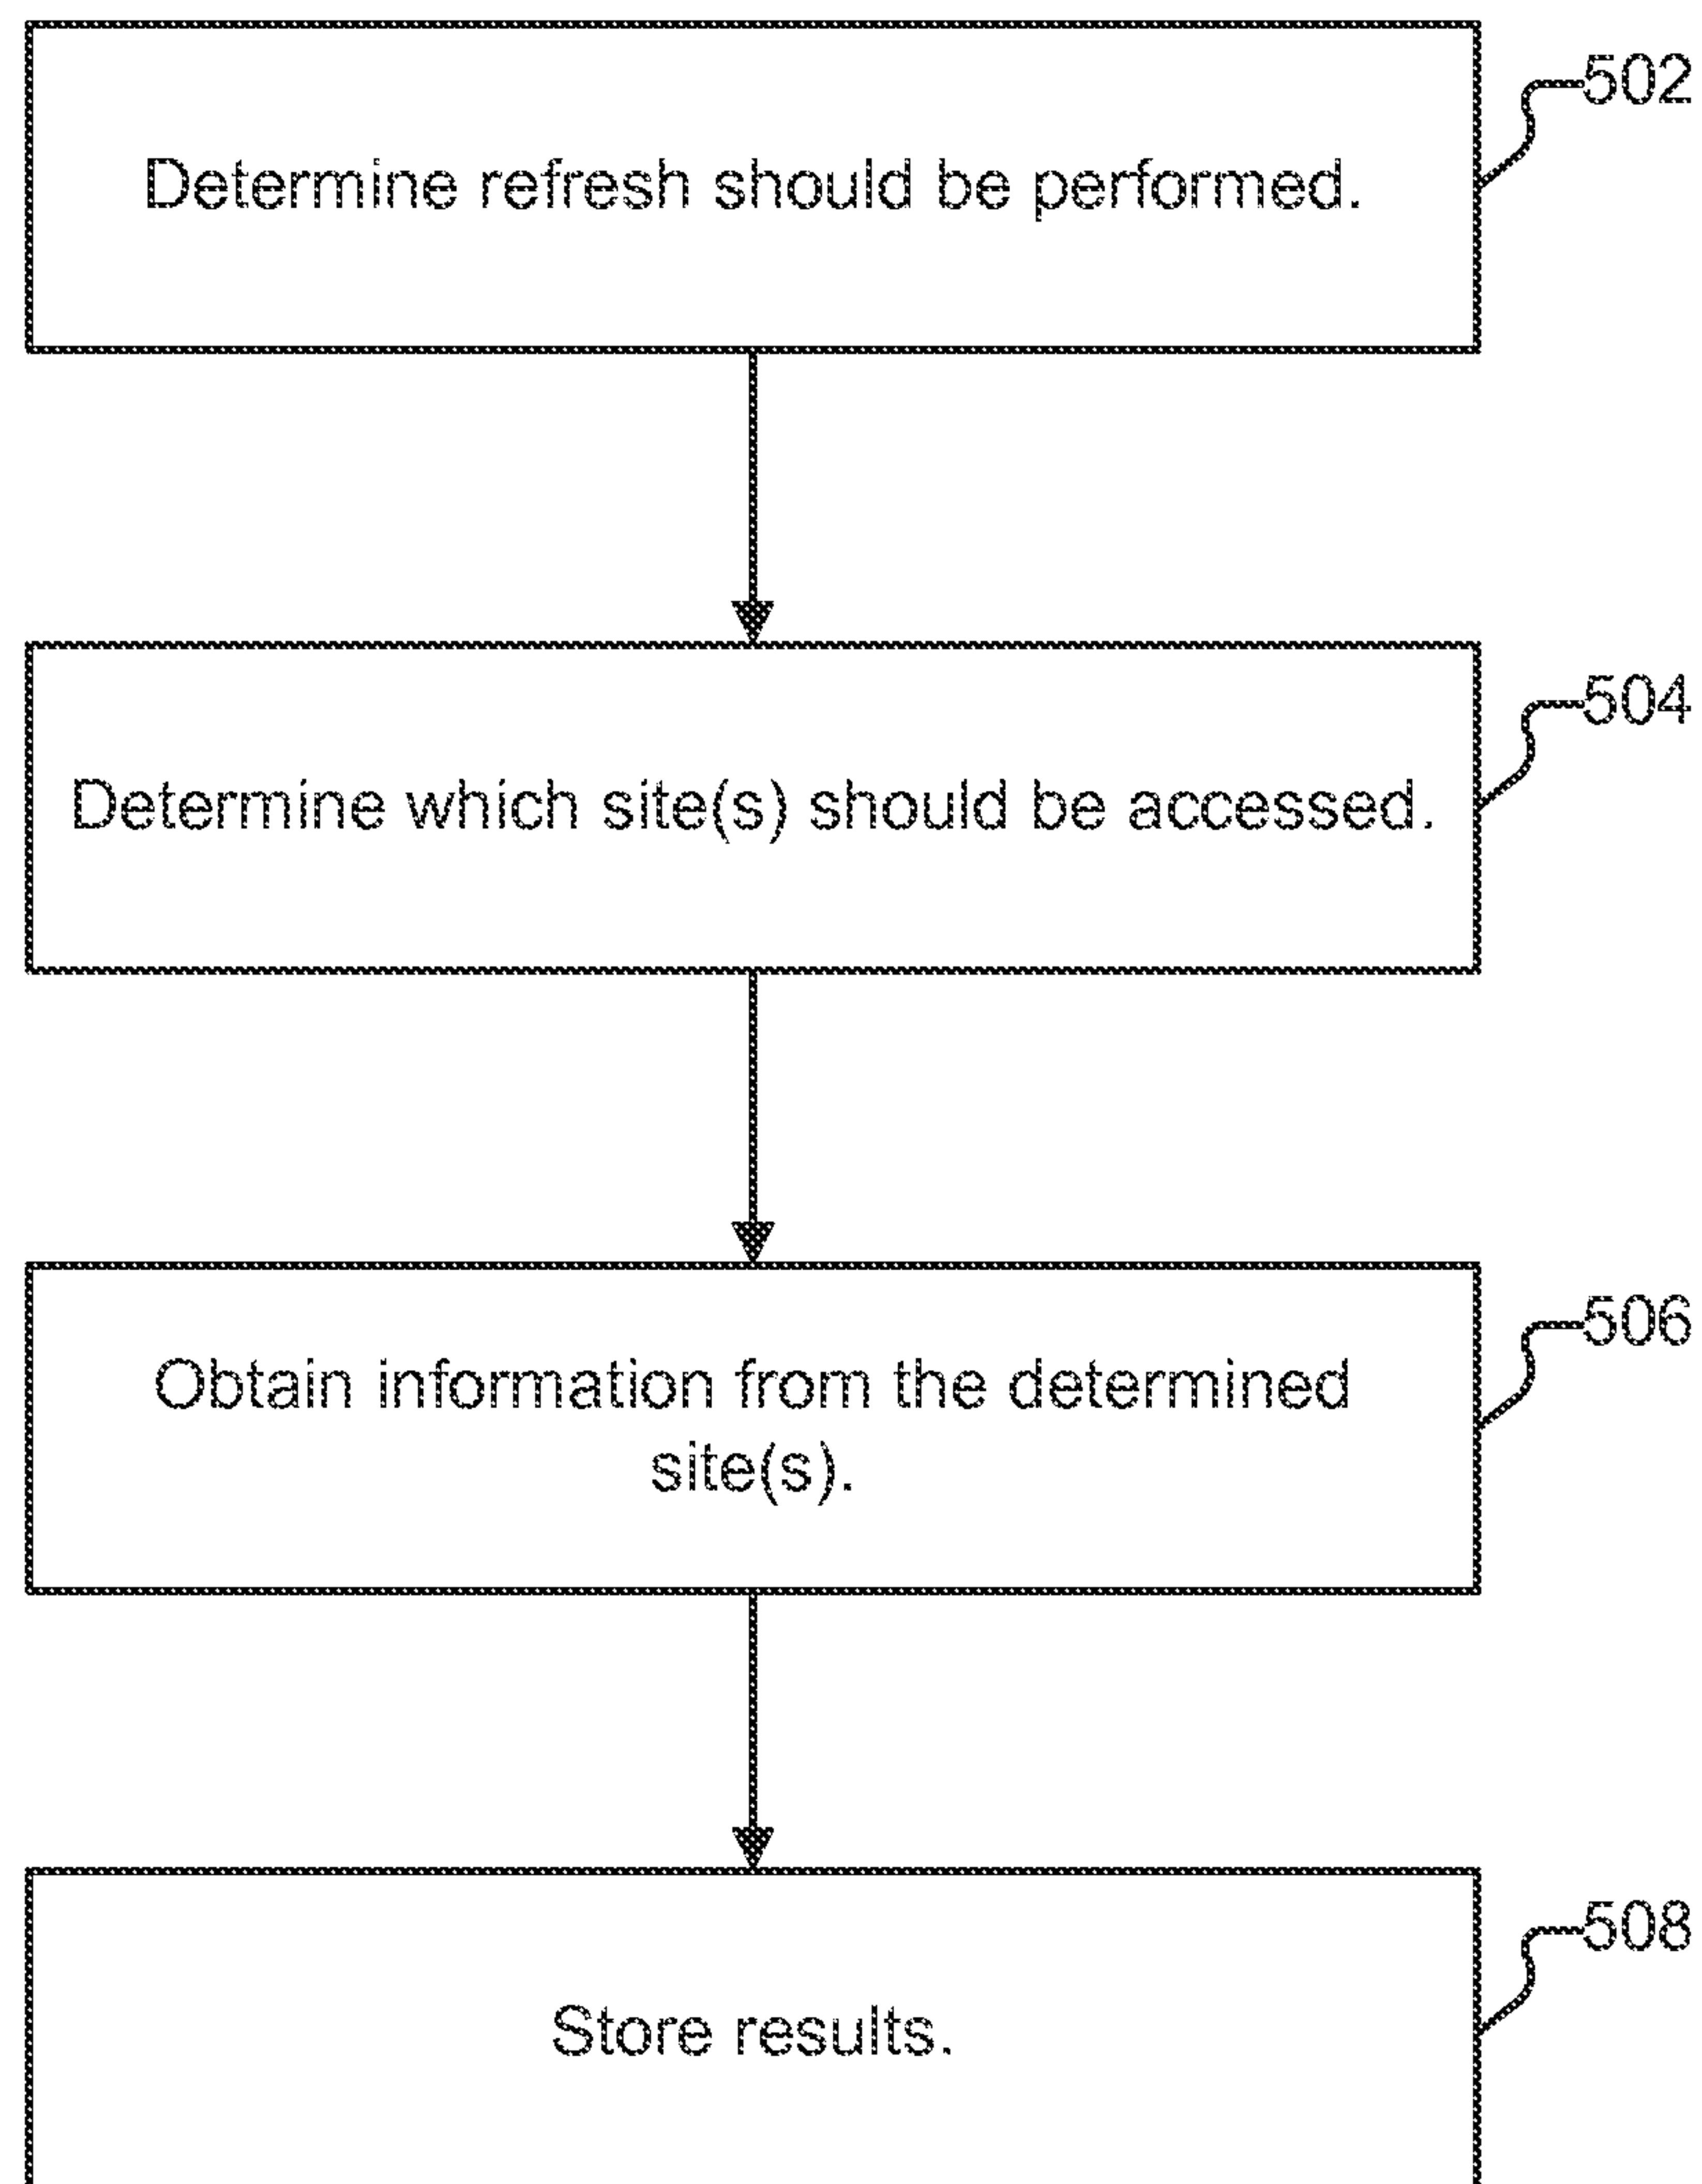 502
Determine refresh should be performed.
504
Determine which site(s) should be accessed.
506
Obtain information from the determined
site(s).
508
Store results.